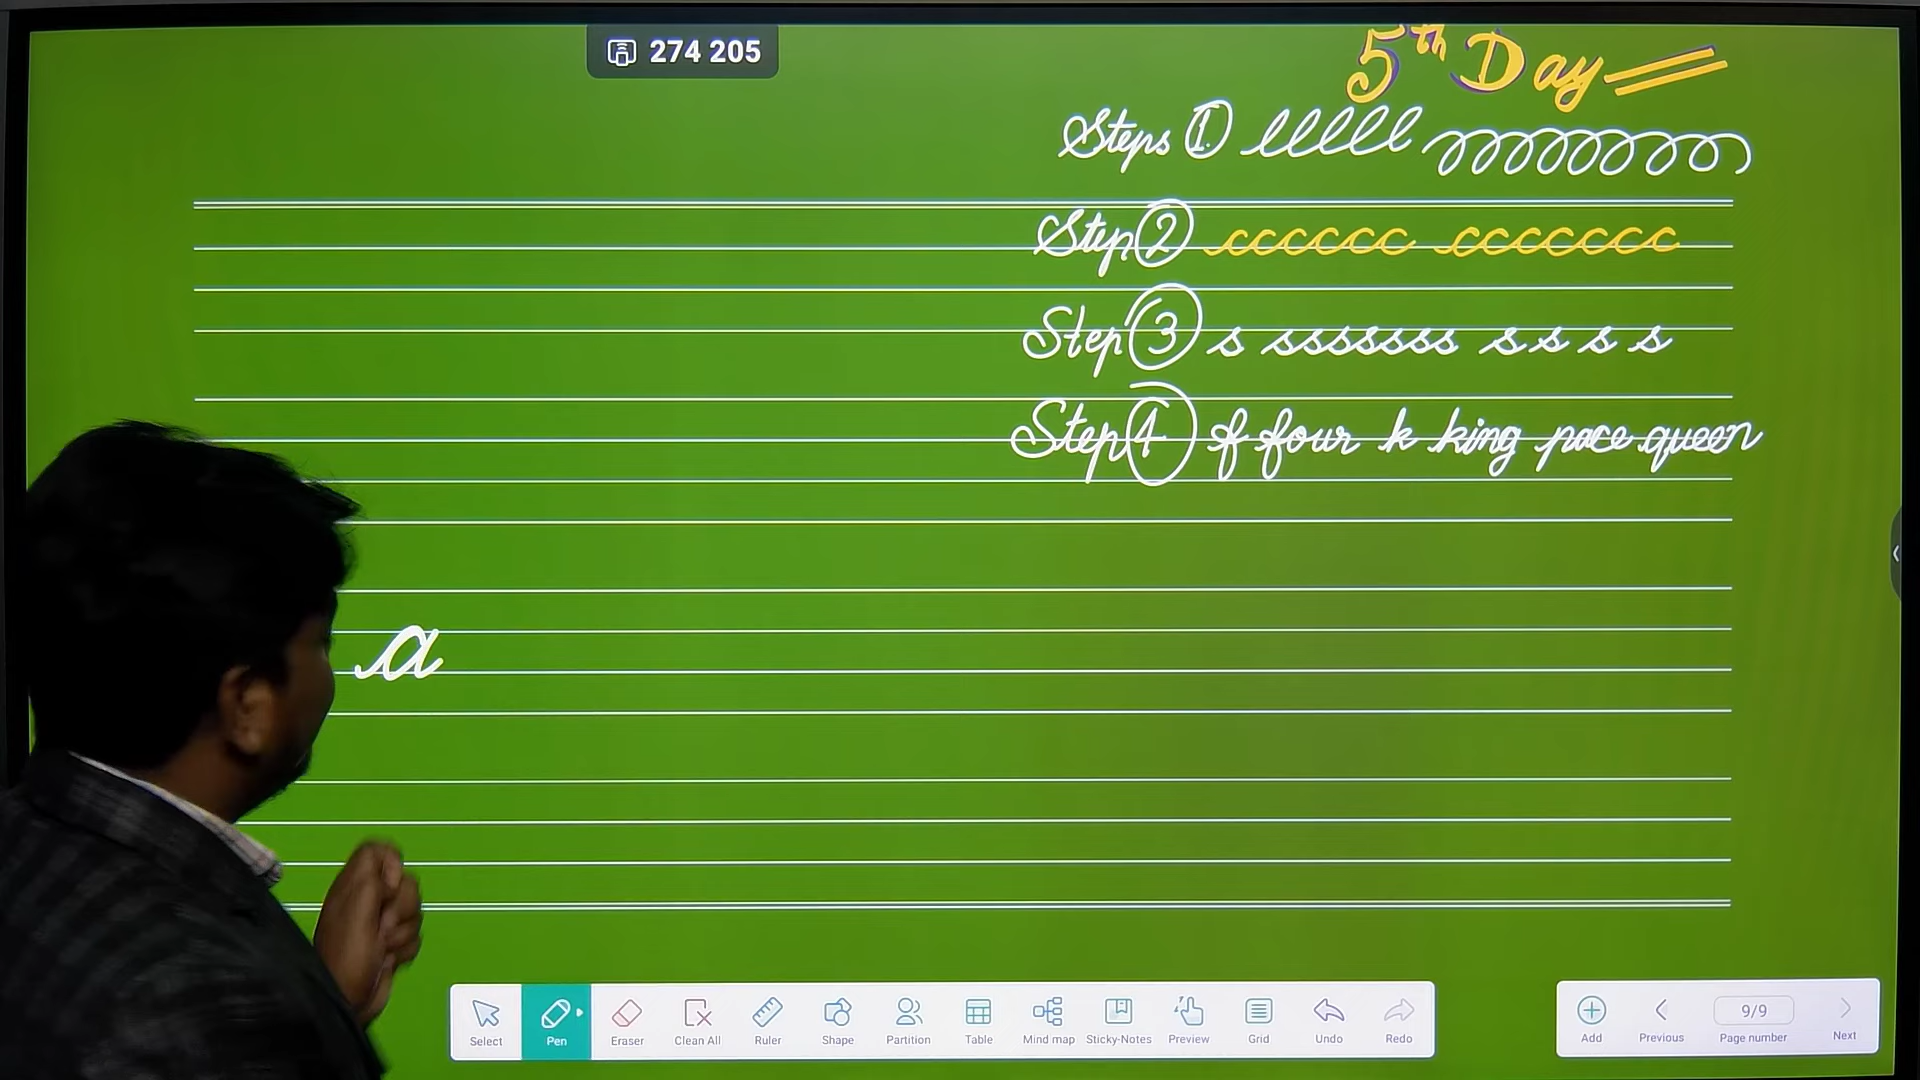 274 205
5th Day
Steps 1. lllll
Step 2 cccccc ccccccc
Step 3 s sssssss s s s s
Step 4 f four k king pace queen
a
Select Pen Eraser Clean All Ruler Shape Partition Table Mind map Sticky-Notes Preview Grid Undo Redo
Add Previous 9/9 Page number Next